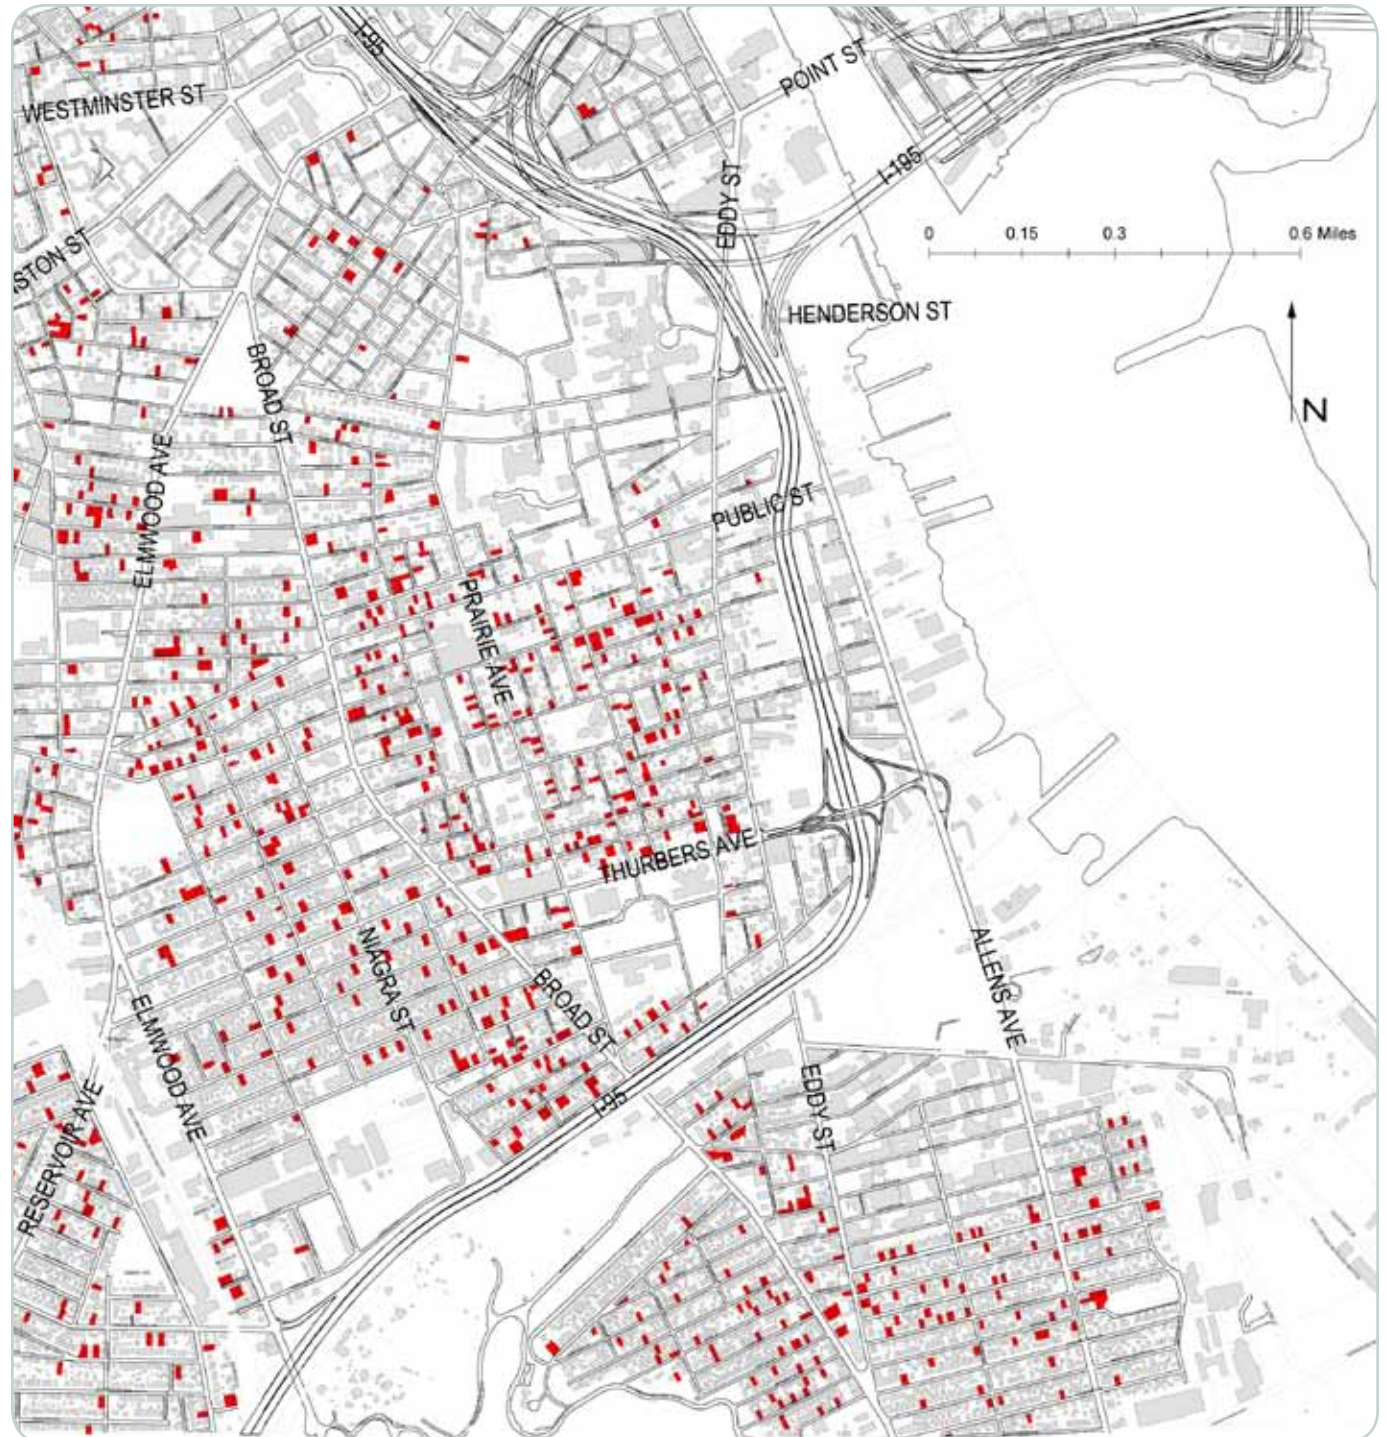 I-95
POINT ST
WESTMINSTER ST
I-195
EDDY ST
0 0.15 0.3 0.6 Miles
STON ST
HENDERSON ST
BROAD ST
N
ELMWOOD AVE
PUBLIC ST
PRAIRIE AVE
THURBERS AVE
NIAGRA ST
ALLENS AVE
BROAD ST
ELMWOOD AVE
I-95
EDDY ST
RESERVOIR AVE